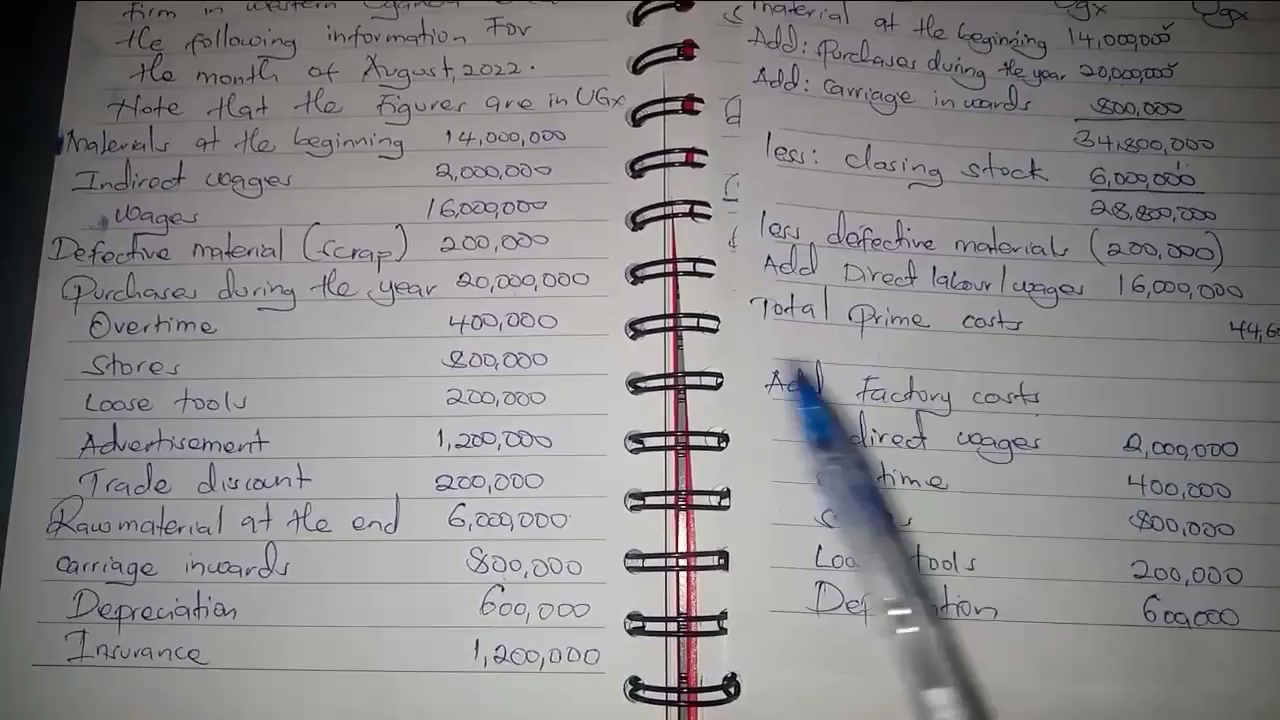 firm in western Uganda
the following information For
the month of August, 2022.
Note that the figures are in UGx
Materials at the beginning 14,000,000
Indirect wages 2,000,000
Wages 16,000,000
Defective material (scrap) 200,000
Purchases during the year 20,000,000
Overtime 400,000
Stores 800,000
Loose tools 200,000
Advertisement 1,200,000
Trade discount 200,000
Raw material at the end 6,000,000
carriage inwards 800,000
Depreciation 600,000
Insurance 1,200,000
Ugx Ugx
material at the beginning 14,000,000
Add: purchases during the year 20,000,000
Add: carriage inwards 800,000
34,800,000
less: closing stock 6,000,000
28,800,000
less defective materials (200,000)
Add Direct labour/wages 16,000,000
Total prime costs 44,6
Add Factory costs
direct wages 2,000,000
time 400,000
S s 800,000
Loo tools 200,000
Dep tion 600,000